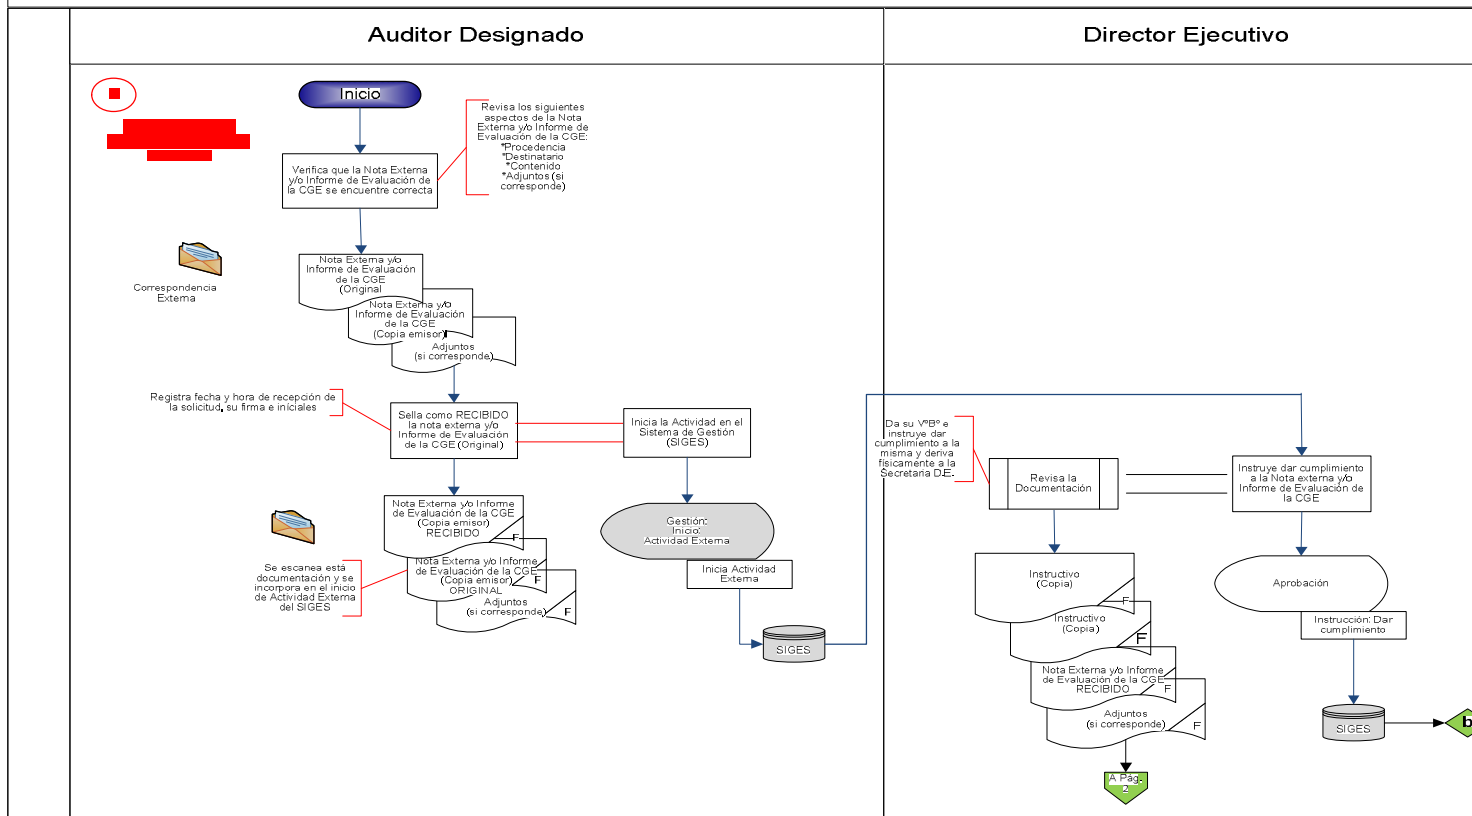 Auditor Designado
Director Ejecutivo
Inicio
Revisa los siguientes
aspectos de la Nota
Externa y/o Informe de
Evaluación de la CGE:
*Procedencia
*Destinatario
*Contenido
*Adjuntos (si
corresponde)
Verifica que la Nota Externa
y/o Informe de Evaluación de
la CGE se encuentre correcta
Correspondencia
Externa
Nota Externa y/o
Informe de Evaluación
de la CGE
(Original
Nota Externa y/o
Informe de Evaluación
de la CGE
(Copia emisor)
Adjuntos
(si corresponde)
Registra fecha y hora de recepción de
la solicitud, su firma e iníciales
Sella como RECIBIDO
la nota externa y/o
Informe de Evaluación
de la CGE (Original)
Inicia la Actividad en el
Sistema de Gestión
(SIGES)
Nota Externa y/o Informe
de Evaluación de la CGE
(Copia emisor)
RECIBIDO
F
Nota Externa y/o Informe
de Evaluación de la CGE
(Copia emisor)
ORIGINAL
F
Adjuntos
(si corresponde)
F
Se escanea está
documentación y se
incorpora en el inicio
de Actividad Externa
del SIGES
Gestión:
Inicio:
Actividad Externa
Inicia Actividad
Externa
SIGES
Da su VºBº e
instruye dar
cumplimiento a la
misma y deriva
físicamente a la
Secretaria D.E.
Revisa la
Documentación
Instruye dar cumplimiento
a la Nota externa y/o
Informe de Evaluación de
la CGE
Instructivo
(Copia)
F
Instructivo
(Copia)
F
Nota Externa y/o Informe
de Evaluación de la CGE
RECIBIDO
F
Adjuntos
(si corresponde)
F
A Pág.
2
Aprobación
Instrucción: Dar
cumplimiento
SIGES
b